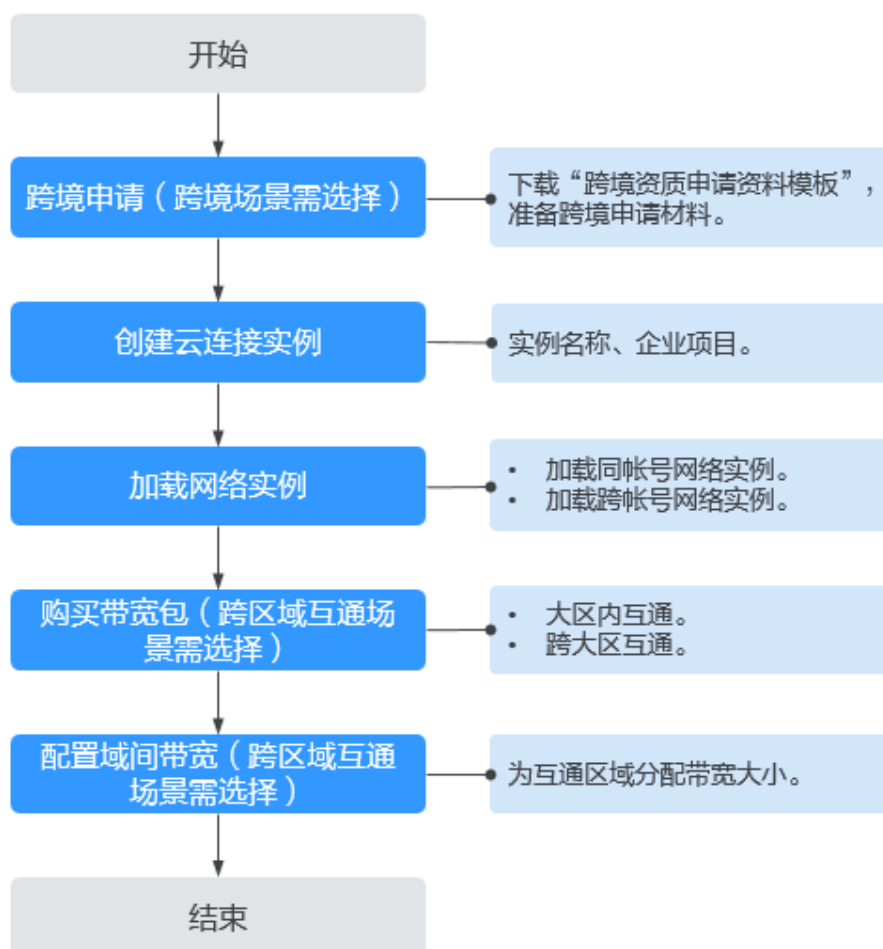 开始
跨境申请（跨境场景需选择）
下载“跨境资质申请资料模板”，
准备跨境申请材料。
创建云连接实例
实例名称、企业项目。
加载网络实例
• 加载同帐号网络实例。
• 加载跨帐号网络实例。
购买带宽包（跨区域互通场
景需选择）
• 大区内互通。
• 跨大区互通。
配置域间带宽（跨区域互通
场景需选择）
为互通区域分配带宽大小。
结束